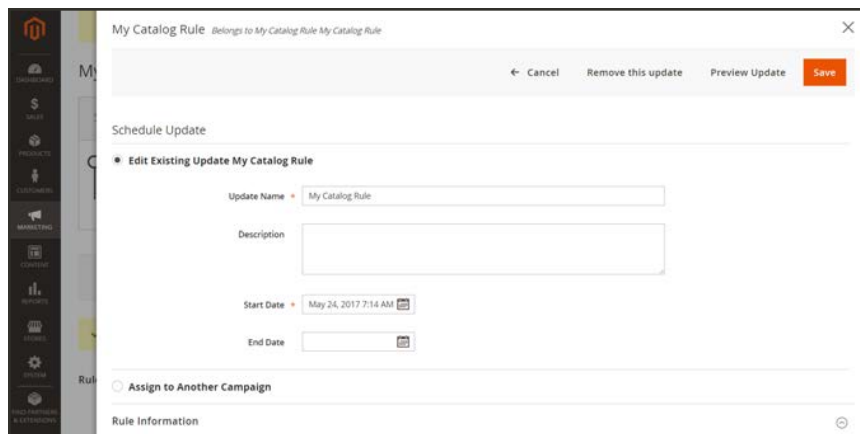 My Catalog Rule Belongs to My Catalog Rule My Catalog Rule
← Cancel Remove this update Preview Update Save
Schedule Update
Edit Existing Update My Catalog Rule
Update Name * My Catalog Rule
Description
Start Date * May 24, 2017 7:14 AM
End Date
Assign to Another Campaign
Rule Information
DASHBOARD
SALES
PRODUCTS
CUSTOMERS
MARKETING
CONTENT
REPORTS
STORES
SYSTEM
FIND PARTNERS
& EXTENSIONS
My
Rul